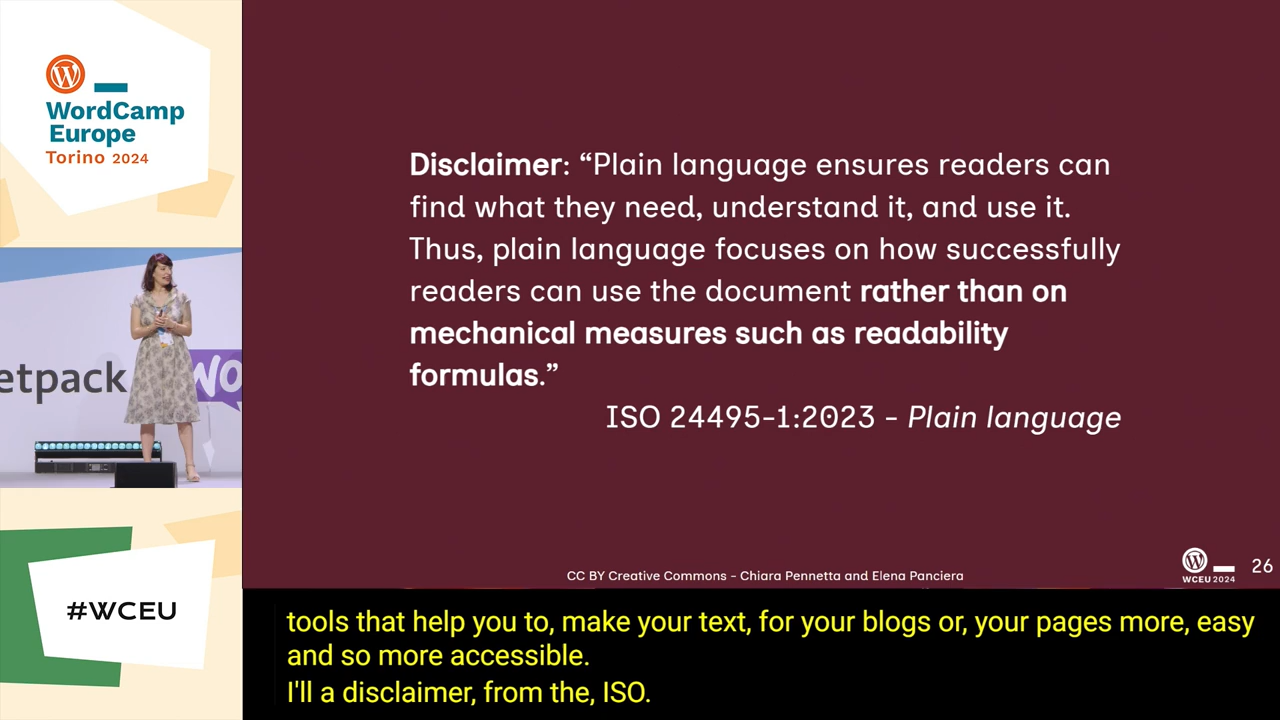 WordCamp
Europe
Torino 2024
etpack
WO
#WCEU
Disclaimer: “Plain language ensures readers can
find what they need, understand it, and use it.
Thus, plain language focuses on how successfully
readers can use the document rather than on
mechanical measures such as readability
formulas.”
ISO 24495-1:2023 - Plain language
CC BY Creative Commons - Chiara Pennetta and Elena Panciera
WCEU 2024
26
tools that help you to, make your text, for your blogs or, your pages more, easy
and so more accessible.
I'll a disclaimer, from the, ISO.